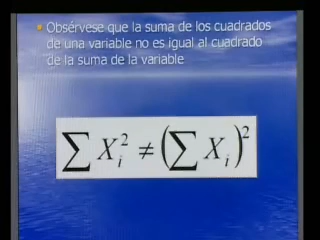 Obsérvese que la suma de los cuadrados
de una variable no es igual al cuadrado
de la suma de la variable
∑ X_i^2 ≠ (∑ X_i)^2